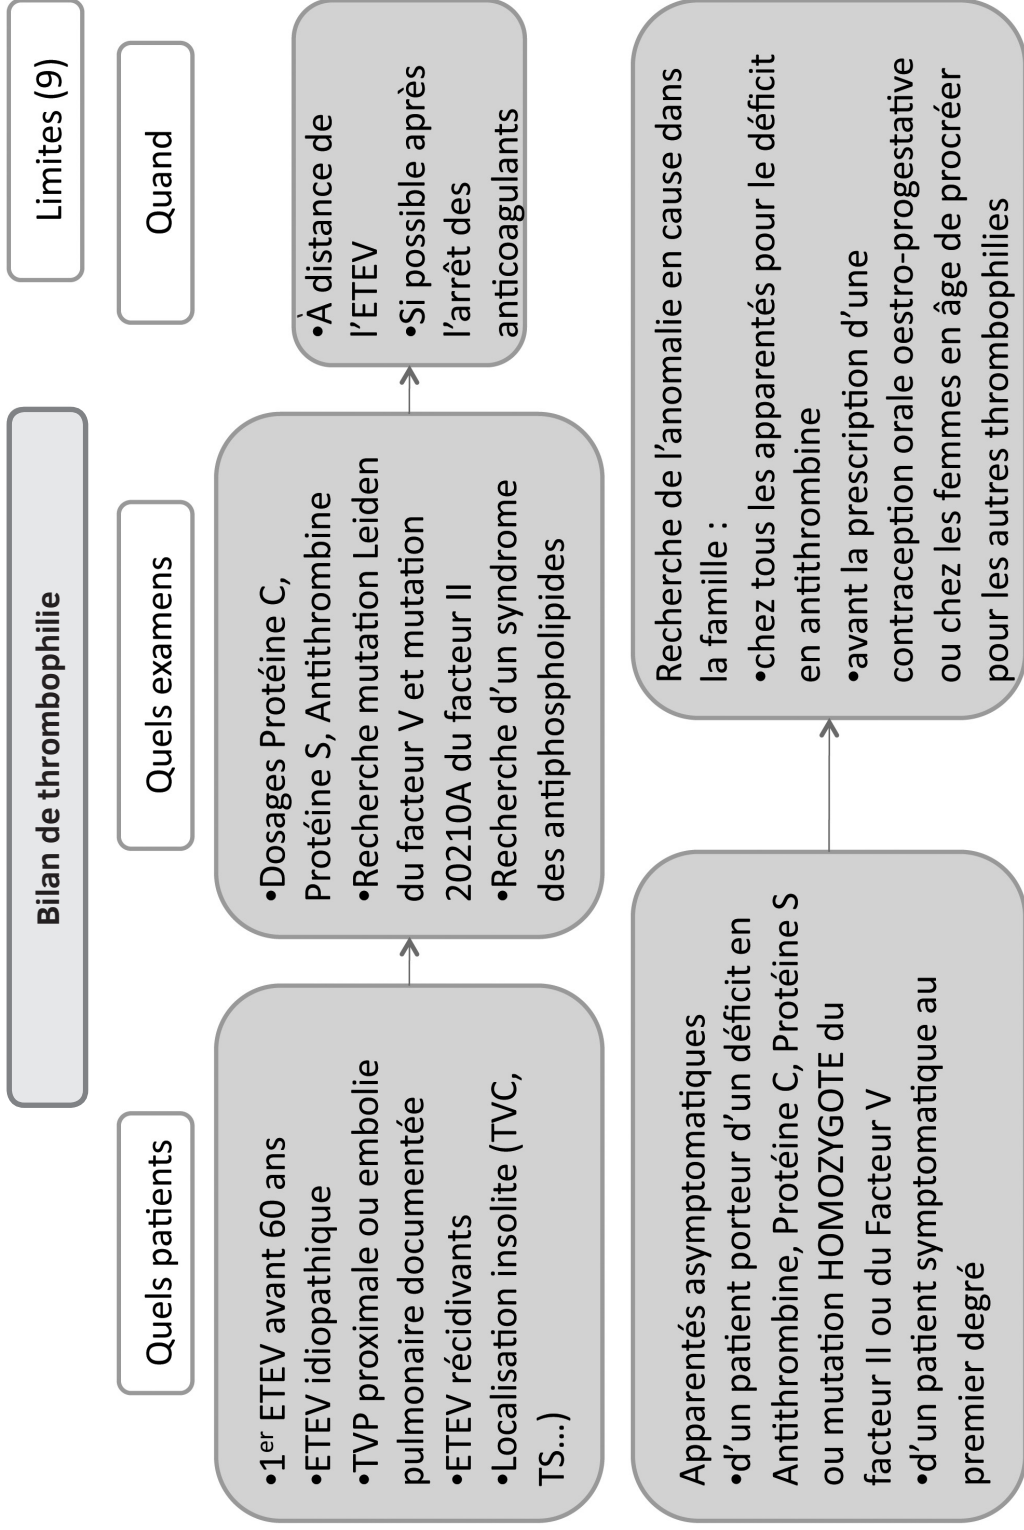 Bilan de thrombophilie
Limites (9)
Quels patients
Quels examens
Quand
•1er ETEV avant 60 ans
•ETEV idiopathique
•TVP proximale ou embolie
pulmonaire documentée
•ETEV récidivants
•Localisation insolite (TVC,
TS…)
•Dosages Protéine C,
Protéine S, Antithrombine
•Recherche mutation Leiden
du facteur V et mutation
20210A du facteur II
•Recherche d’un syndrome
des antiphospholipides
•À distance de
l’ETEV
•Si possible après
l’arrêt des
anticoagulants
Apparentés asymptomatiques
•d’un patient porteur d’un déficit en
Antithrombine, Protéine C, Protéine S
ou mutation HOMOZYGOTE du
facteur II ou du Facteur V
•d’un patient symptomatique au
premier degré
Recherche de l’anomalie en cause dans
la famille :
•chez tous les apparentés pour le déficit
en antithrombine
•avant la prescription d’une
contraception orale oestro-progestative
ou chez les femmes en âge de procréer
pour les autres thrombophilies